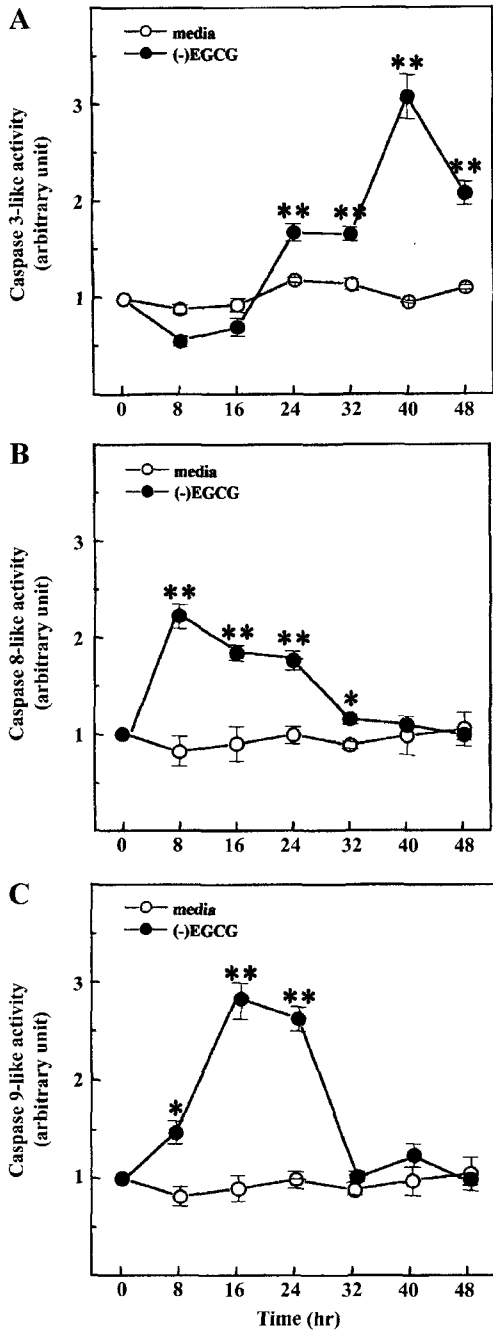 A
media
(-)EGCG
Caspase 3-like activity
(arbitrary unit)
3
2
1
**
**
**
**
0 8 16 24 32 40 48
B
media
(-)EGCG
Caspase 8-like activity
(arbitrary unit)
3
2
1
**
**
**
*
0 8 16 24 32 40 48
C
media
(-)EGCG
Caspase 9-like activity
(arbitrary unit)
3
2
1
**
**
*
0 8 16 24 32 40 48
Time (hr)